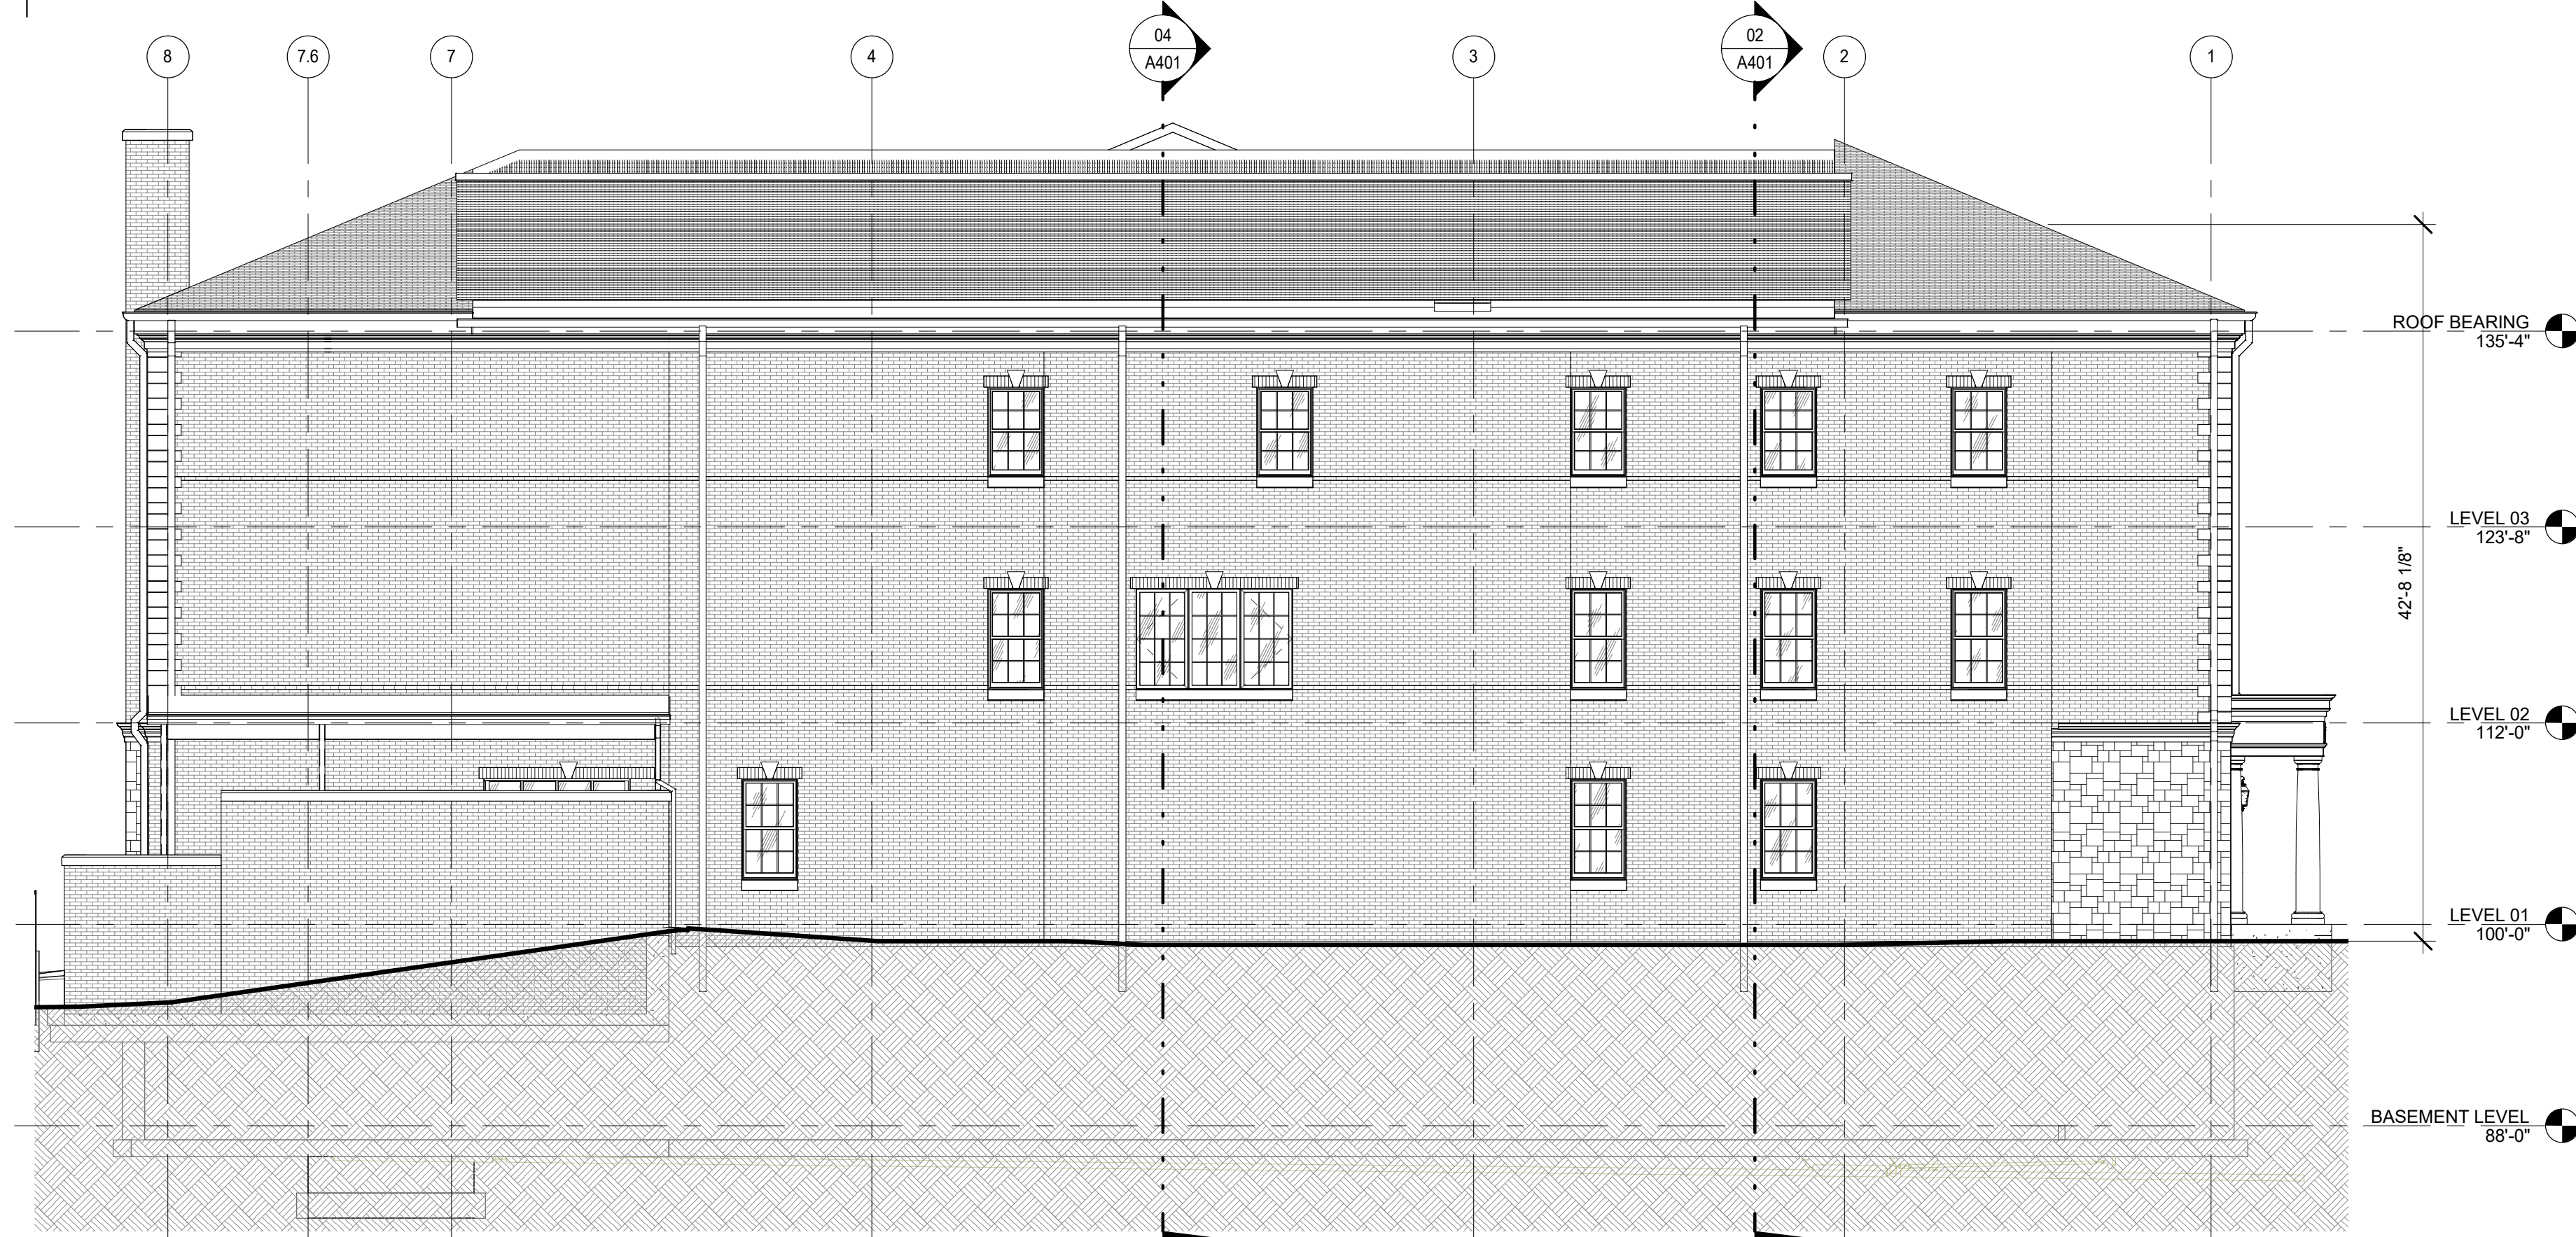 8
7.6
7
4
04
A401
3
02
A401
2
1
ROOF BEARING
135'-4"
LEVEL 03
123'-8"
42'-8 1/8"
LEVEL 02
112'-0"
LEVEL 01
100'-0"
BASEMENT LEVEL
88'-0"